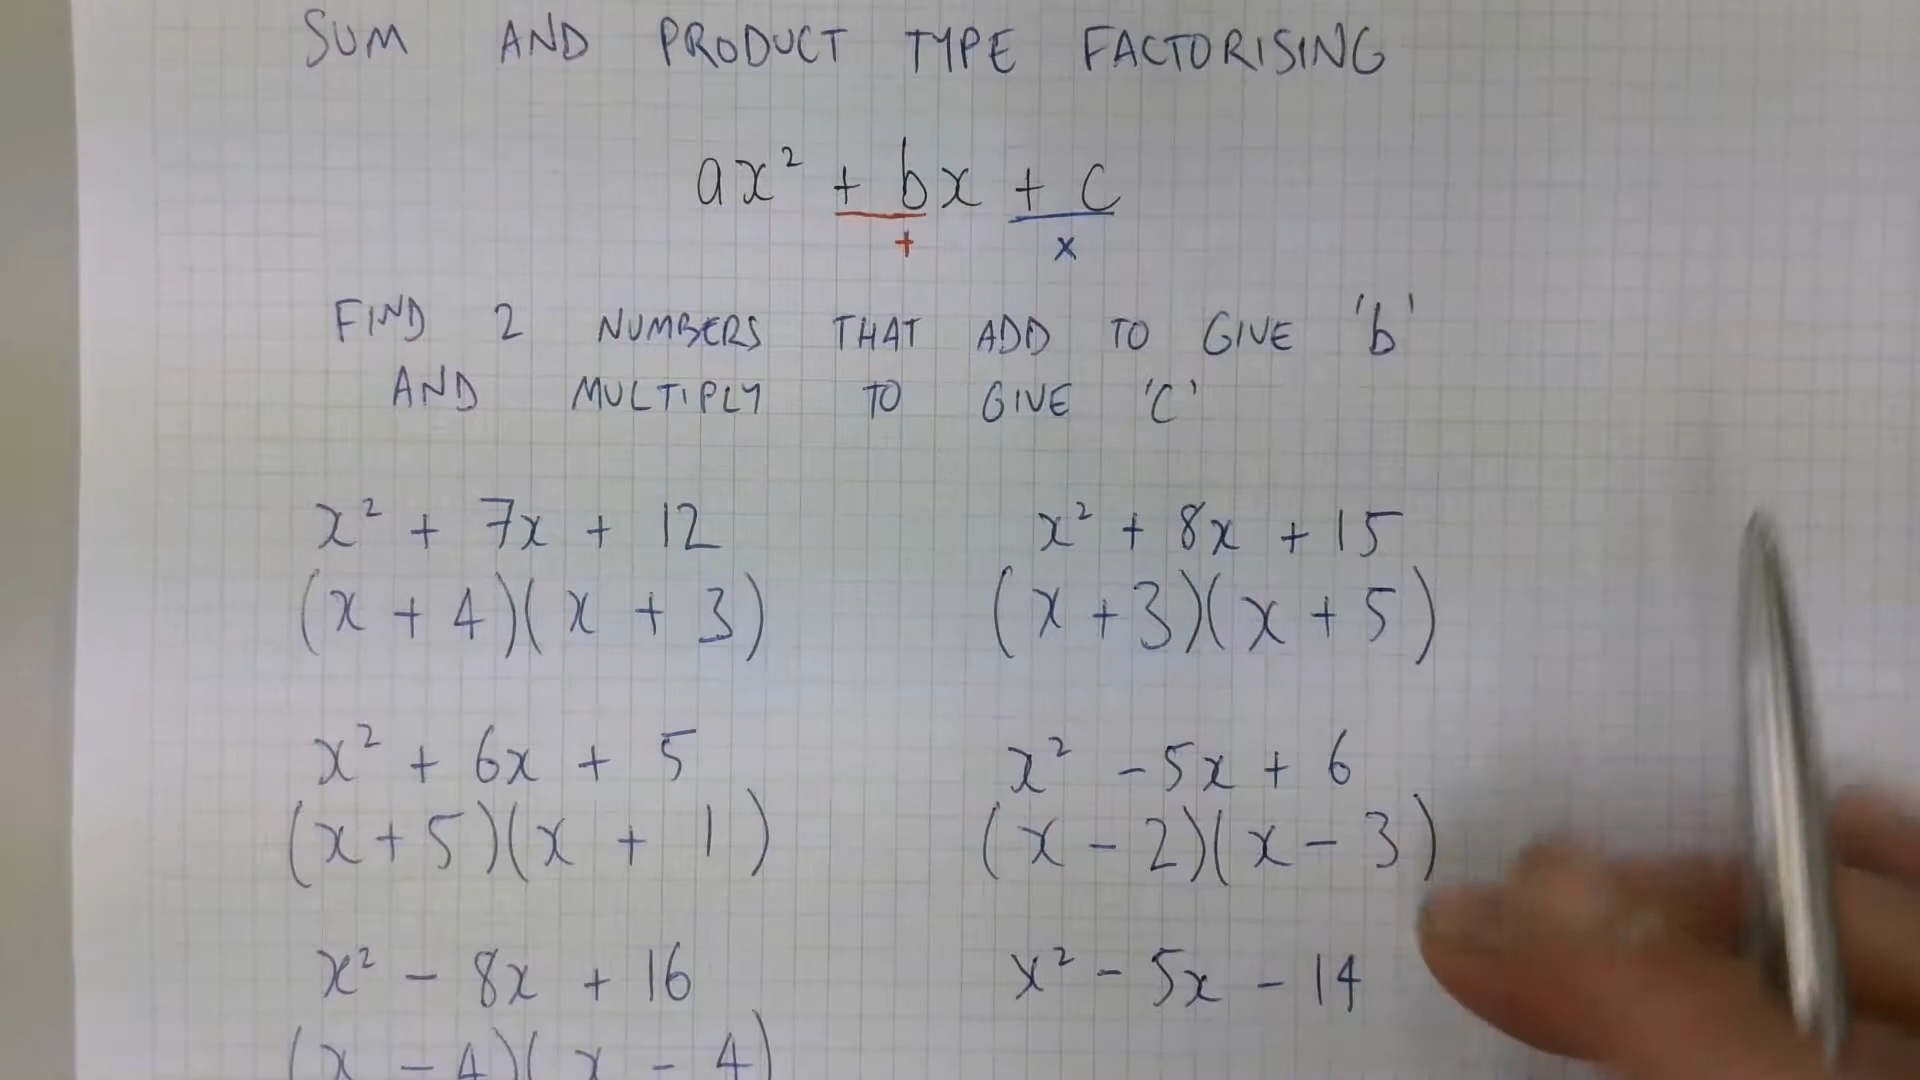 SUM AND PRODUCT TYPE FACTORISING
ax² + bx + c
+ x
FIND 2 NUMBERS THAT ADD TO GIVE 'b'
AND MULTIPLY TO GIVE 'C'
x² + 7x + 12
(x + 4)(x + 3)
x² + 8x + 15
(x + 3)(x + 5)
x² + 6x + 5
(x + 5)(x + 1)
x² - 5x + 6
(x - 2)(x - 3)
x² - 8x + 16
(x - 4)(x - 4)
x² - 5x - 14